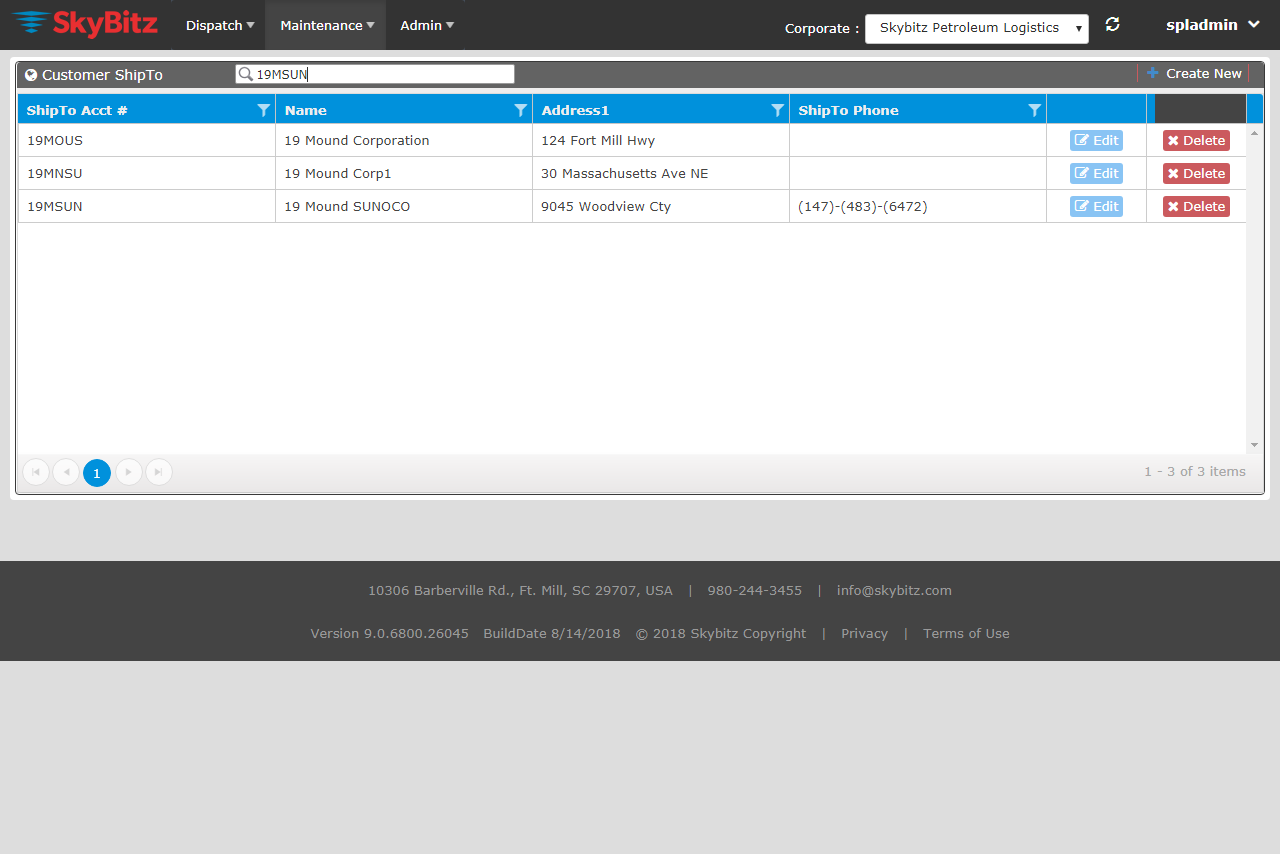 SkyBitz Dispatch Maintenance Admin Corporate : Skybitz Petroleum Logistics spladmin
Customer ShipTo 19MSUN Create New
ShipTo Acct # Name Address1 ShipTo Phone
19MOUS 19 Mound Corporation 124 Fort Mill Hwy Edit Delete
19MNSU 19 Mound Corp1 30 Massachusetts Ave NE Edit Delete
19MSUN 19 Mound SUNOCO 9045 Woodview Cty (147)-(483)-(6472) Edit Delete
1 1 - 3 of 3 items
10306 Barberville Rd., Ft. Mill, SC 29707, USA | 980-244-3455 | info@skybitz.com
Version 9.0.6800.26045 BuildDate 8/14/2018 © 2018 Skybitz Copyright | Privacy | Terms of Use